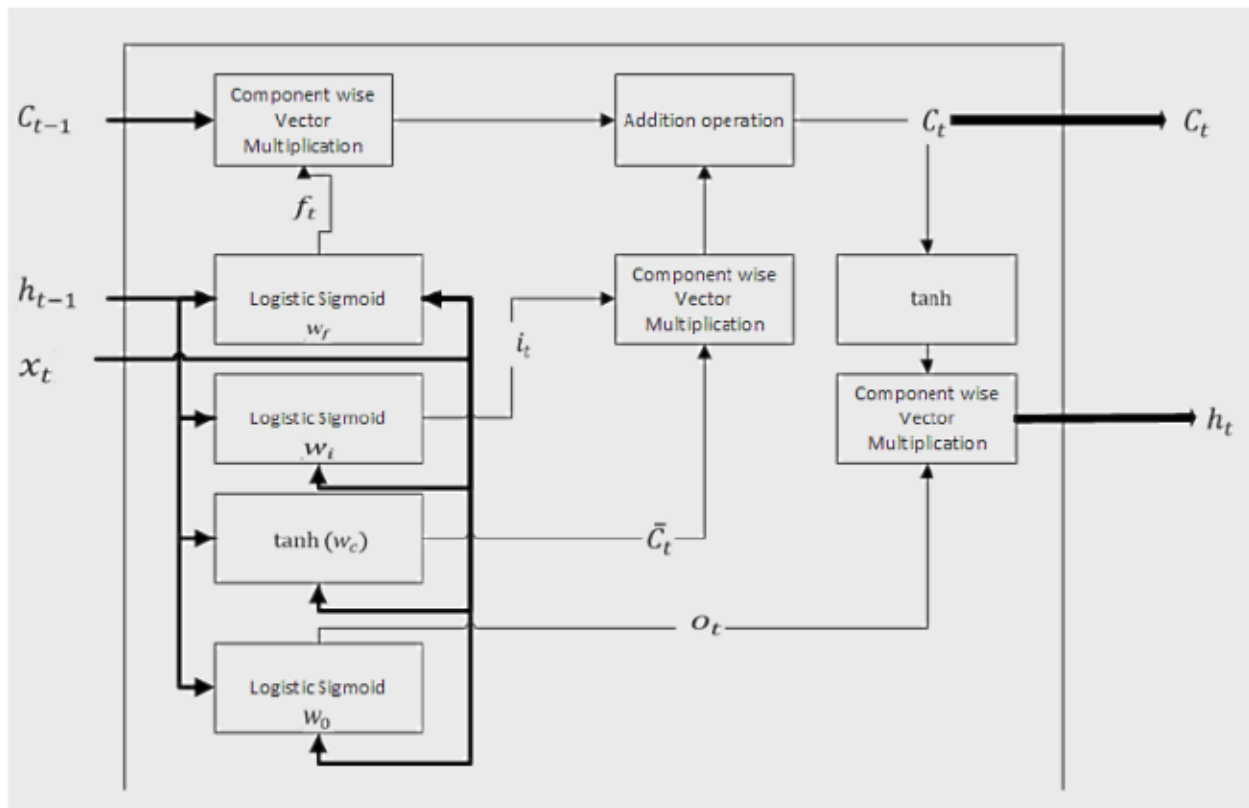 C_{t-1}
Component wise
Vector
Multiplication
Addition operation
C_t
C_t
f_t
h_{t-1}
Logistic Sigmoid
w_f
Component wise
Vector
Multiplication
tanh
x_t
i_t
Logistic Sigmoid
w_i
Component wise
Vector
Multiplication
h_t
tanh (w_c)
C̄_t
o_t
Logistic Sigmoid
w_0